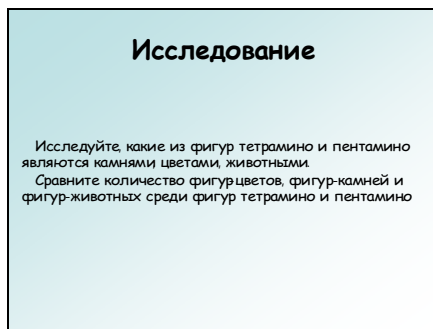 Исследование
Исследуйте, какие из фигур тетрамино и пентамино
являются камнями, цветами, животными.
Сравните количество фигур-цветов, фигур-камней и
фигур-животных среди фигур тетрамино и пентамино